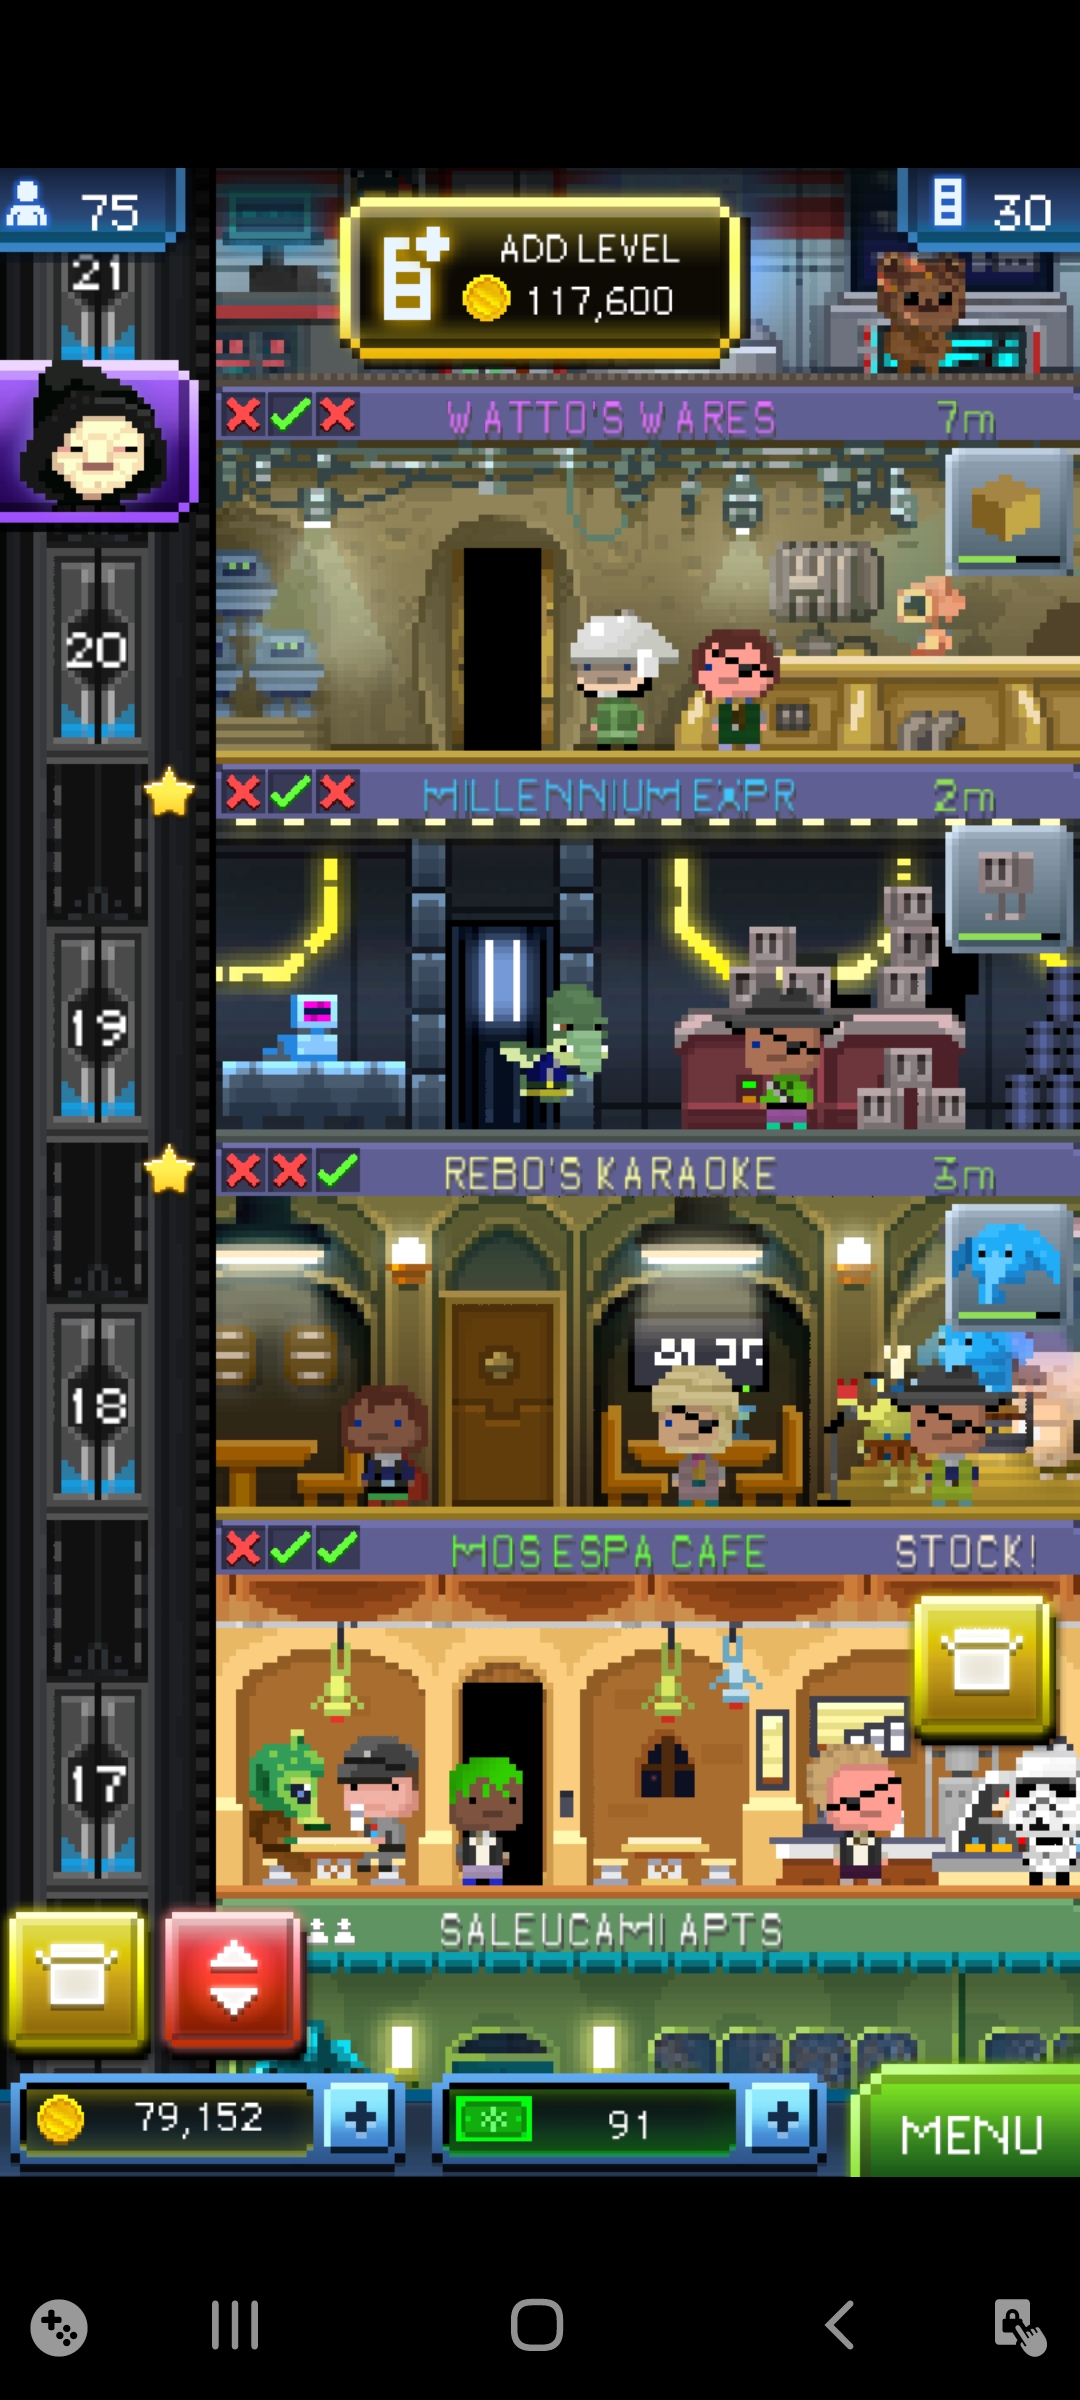 75
ADD LEVEL
117,600
30
21
WATTO'S WARES
7m
20
MILLENNIUM EXPR
2m
19
REBO'S KARAOKE
3m
18
MOS ESPA CAFE
STOCK!
17
SALEUCAMI APTS
79,152
91
MENU